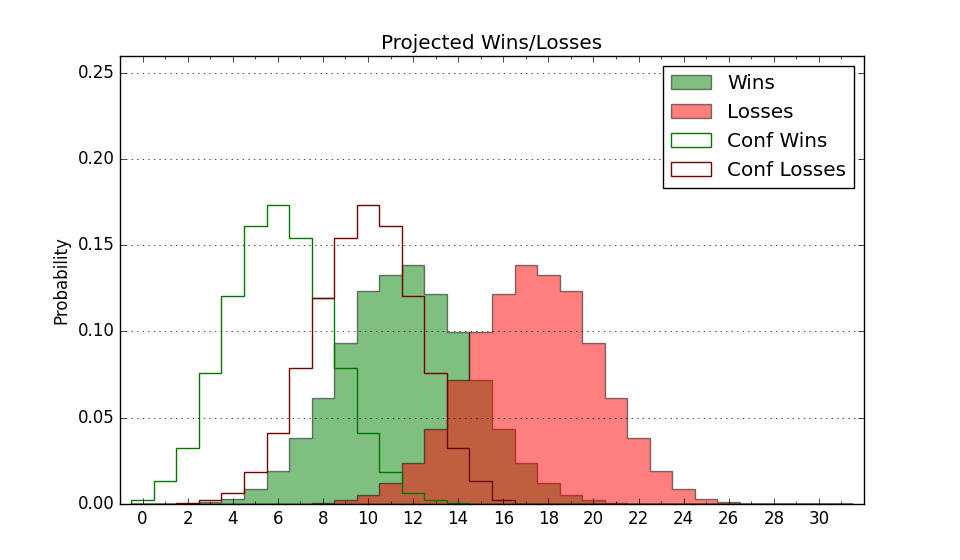 Projected Wins/Losses
0.25
0.20
0.15
0.10
0.05
0.00
Probability
Wins
Losses
Conf Wins
Conf Losses
0 2 4 6 8 10 12 14 16 18 20 22 24 26 28 30